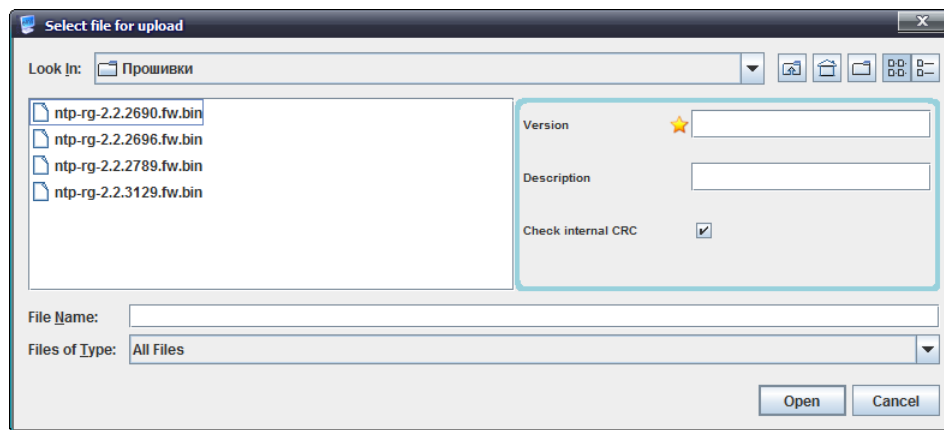 Select file for upload
Look In: Прошивки
ntp-rg-2.2.2690.fw.bin
ntp-rg-2.2.2696.fw.bin
ntp-rg-2.2.2789.fw.bin
ntp-rg-2.2.3129.fw.bin
Version
Description
Check internal CRC
File Name:
Files of Type: All Files
Open Cancel